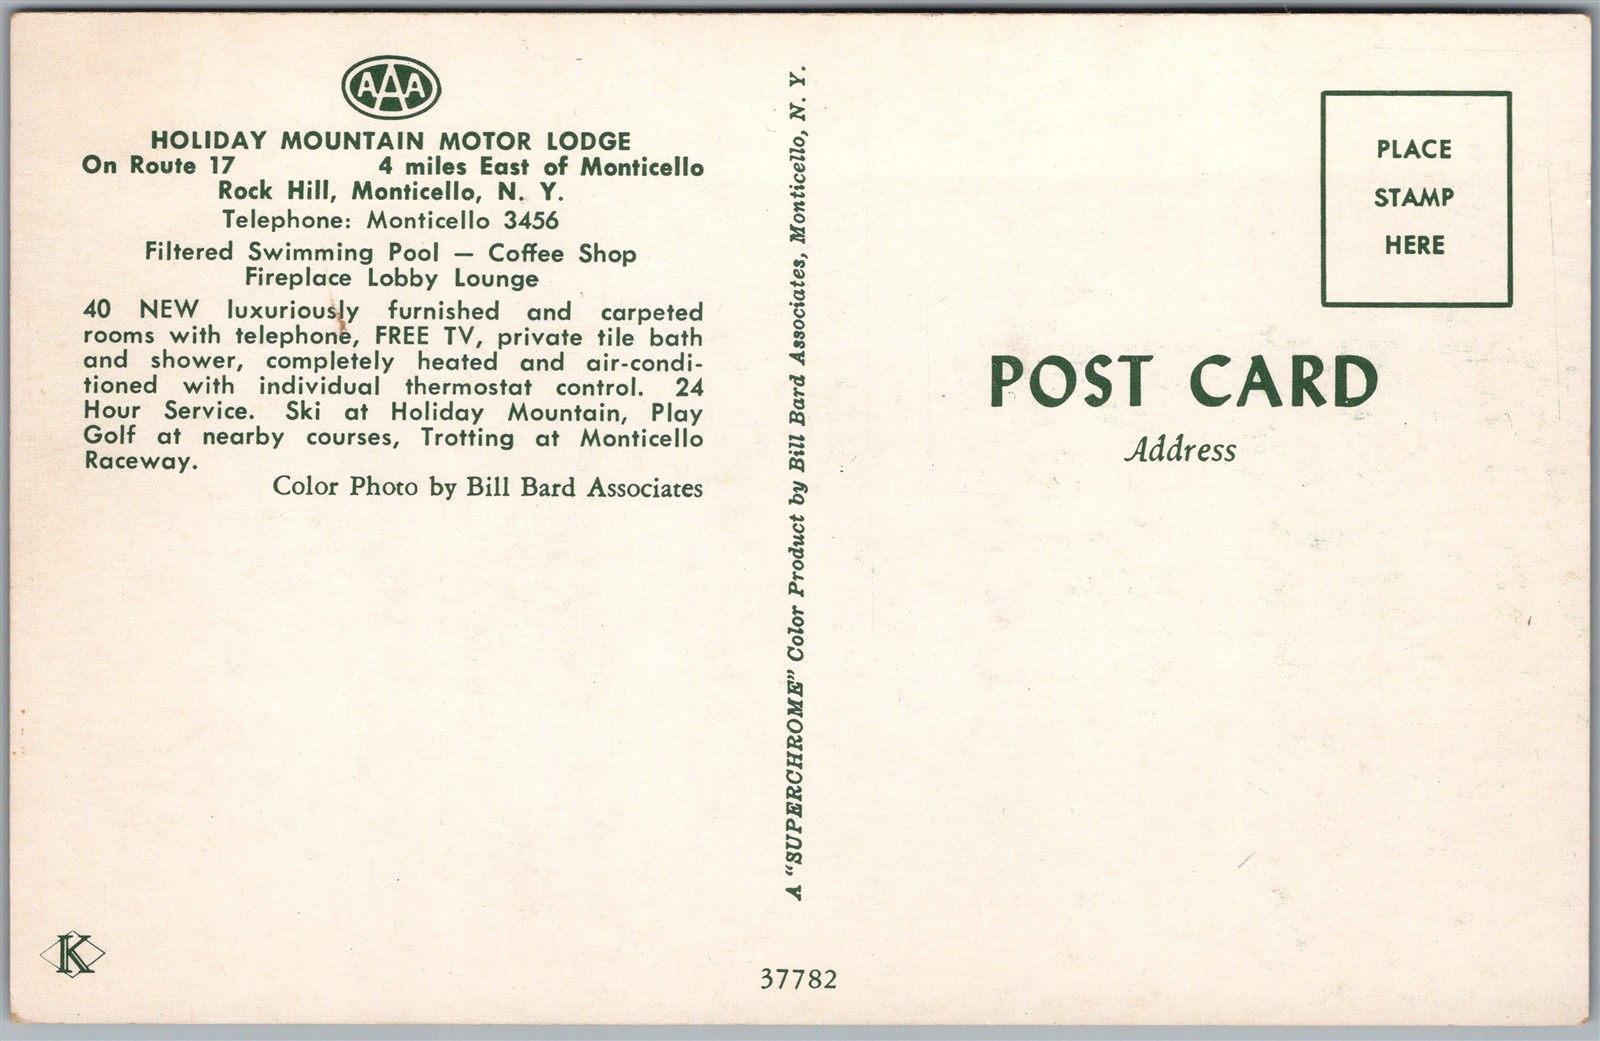 AAA
HOLIDAY MOUNTAIN MOTOR LODGE
On Route 17 4 miles East of Monticello
Rock Hill, Monticello, N. Y.
Telephone: Monticello 3456
Filtered Swimming Pool — Coffee Shop
Fireplace Lobby Lounge
40 NEW luxuriously furnished and carpeted
rooms with telephone, FREE TV, private tile bath
and shower, completely heated and air-condi-
tioned with individual thermostat control. 24
Hour Service. Ski at Holiday Mountain, Play
Golf at nearby courses, Trotting at Monticello
Raceway.
Color Photo by Bill Bard Associates
K
A "SUPERCHROME" Color Product by Bill Bard Associates, Monticello, N. Y.
37782
PLACE
STAMP
HERE
POST CARD
Address